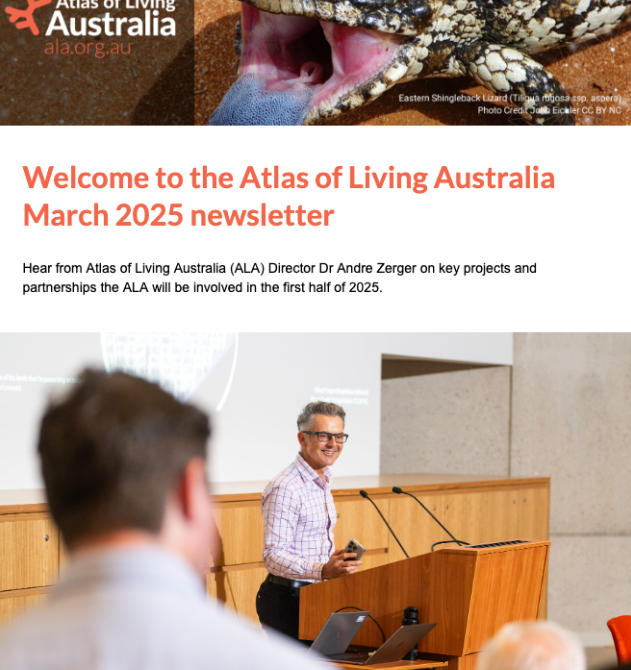 Atlas of Living
Australia
ala.org.au
Eastern Shingleback Lizard (Tiliqua rugosa ssp. aspera)
Photo Credit John Eichler CC BY NC
Welcome to the Atlas of Living Australia
March 2025 newsletter
Hear from Atlas of Living Australia (ALA) Director Dr Andre Zerger on key projects and
partnerships the ALA will be involved in the first half of 2025.